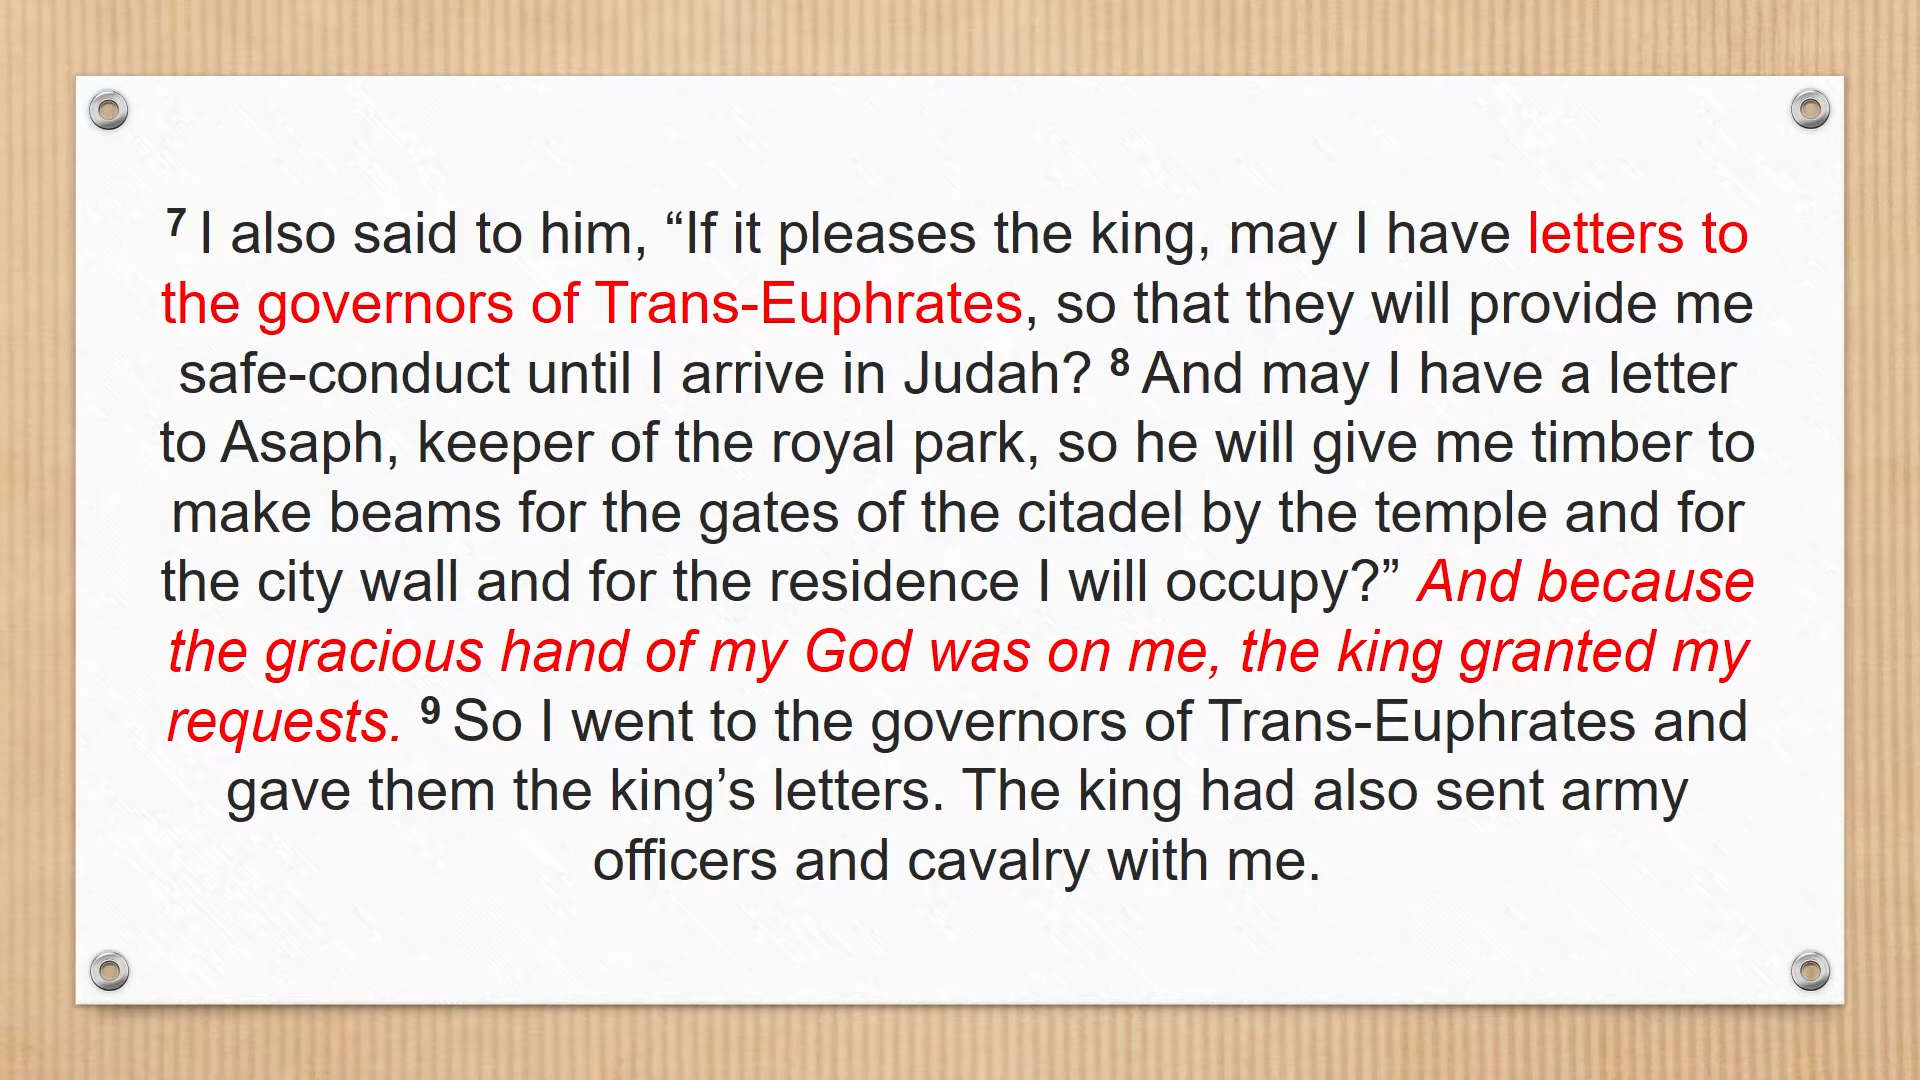 7 I also said to him, “If it pleases the king, may I have letters to
the governors of Trans-Euphrates, so that they will provide me
safe-conduct until I arrive in Judah? 8 And may I have a letter
to Asaph, keeper of the royal park, so he will give me timber to
make beams for the gates of the citadel by the temple and for
the city wall and for the residence I will occupy?” And because
the gracious hand of my God was on me, the king granted my
requests. 9 So I went to the governors of Trans-Euphrates and
gave them the king’s letters. The king had also sent army
officers and cavalry with me.